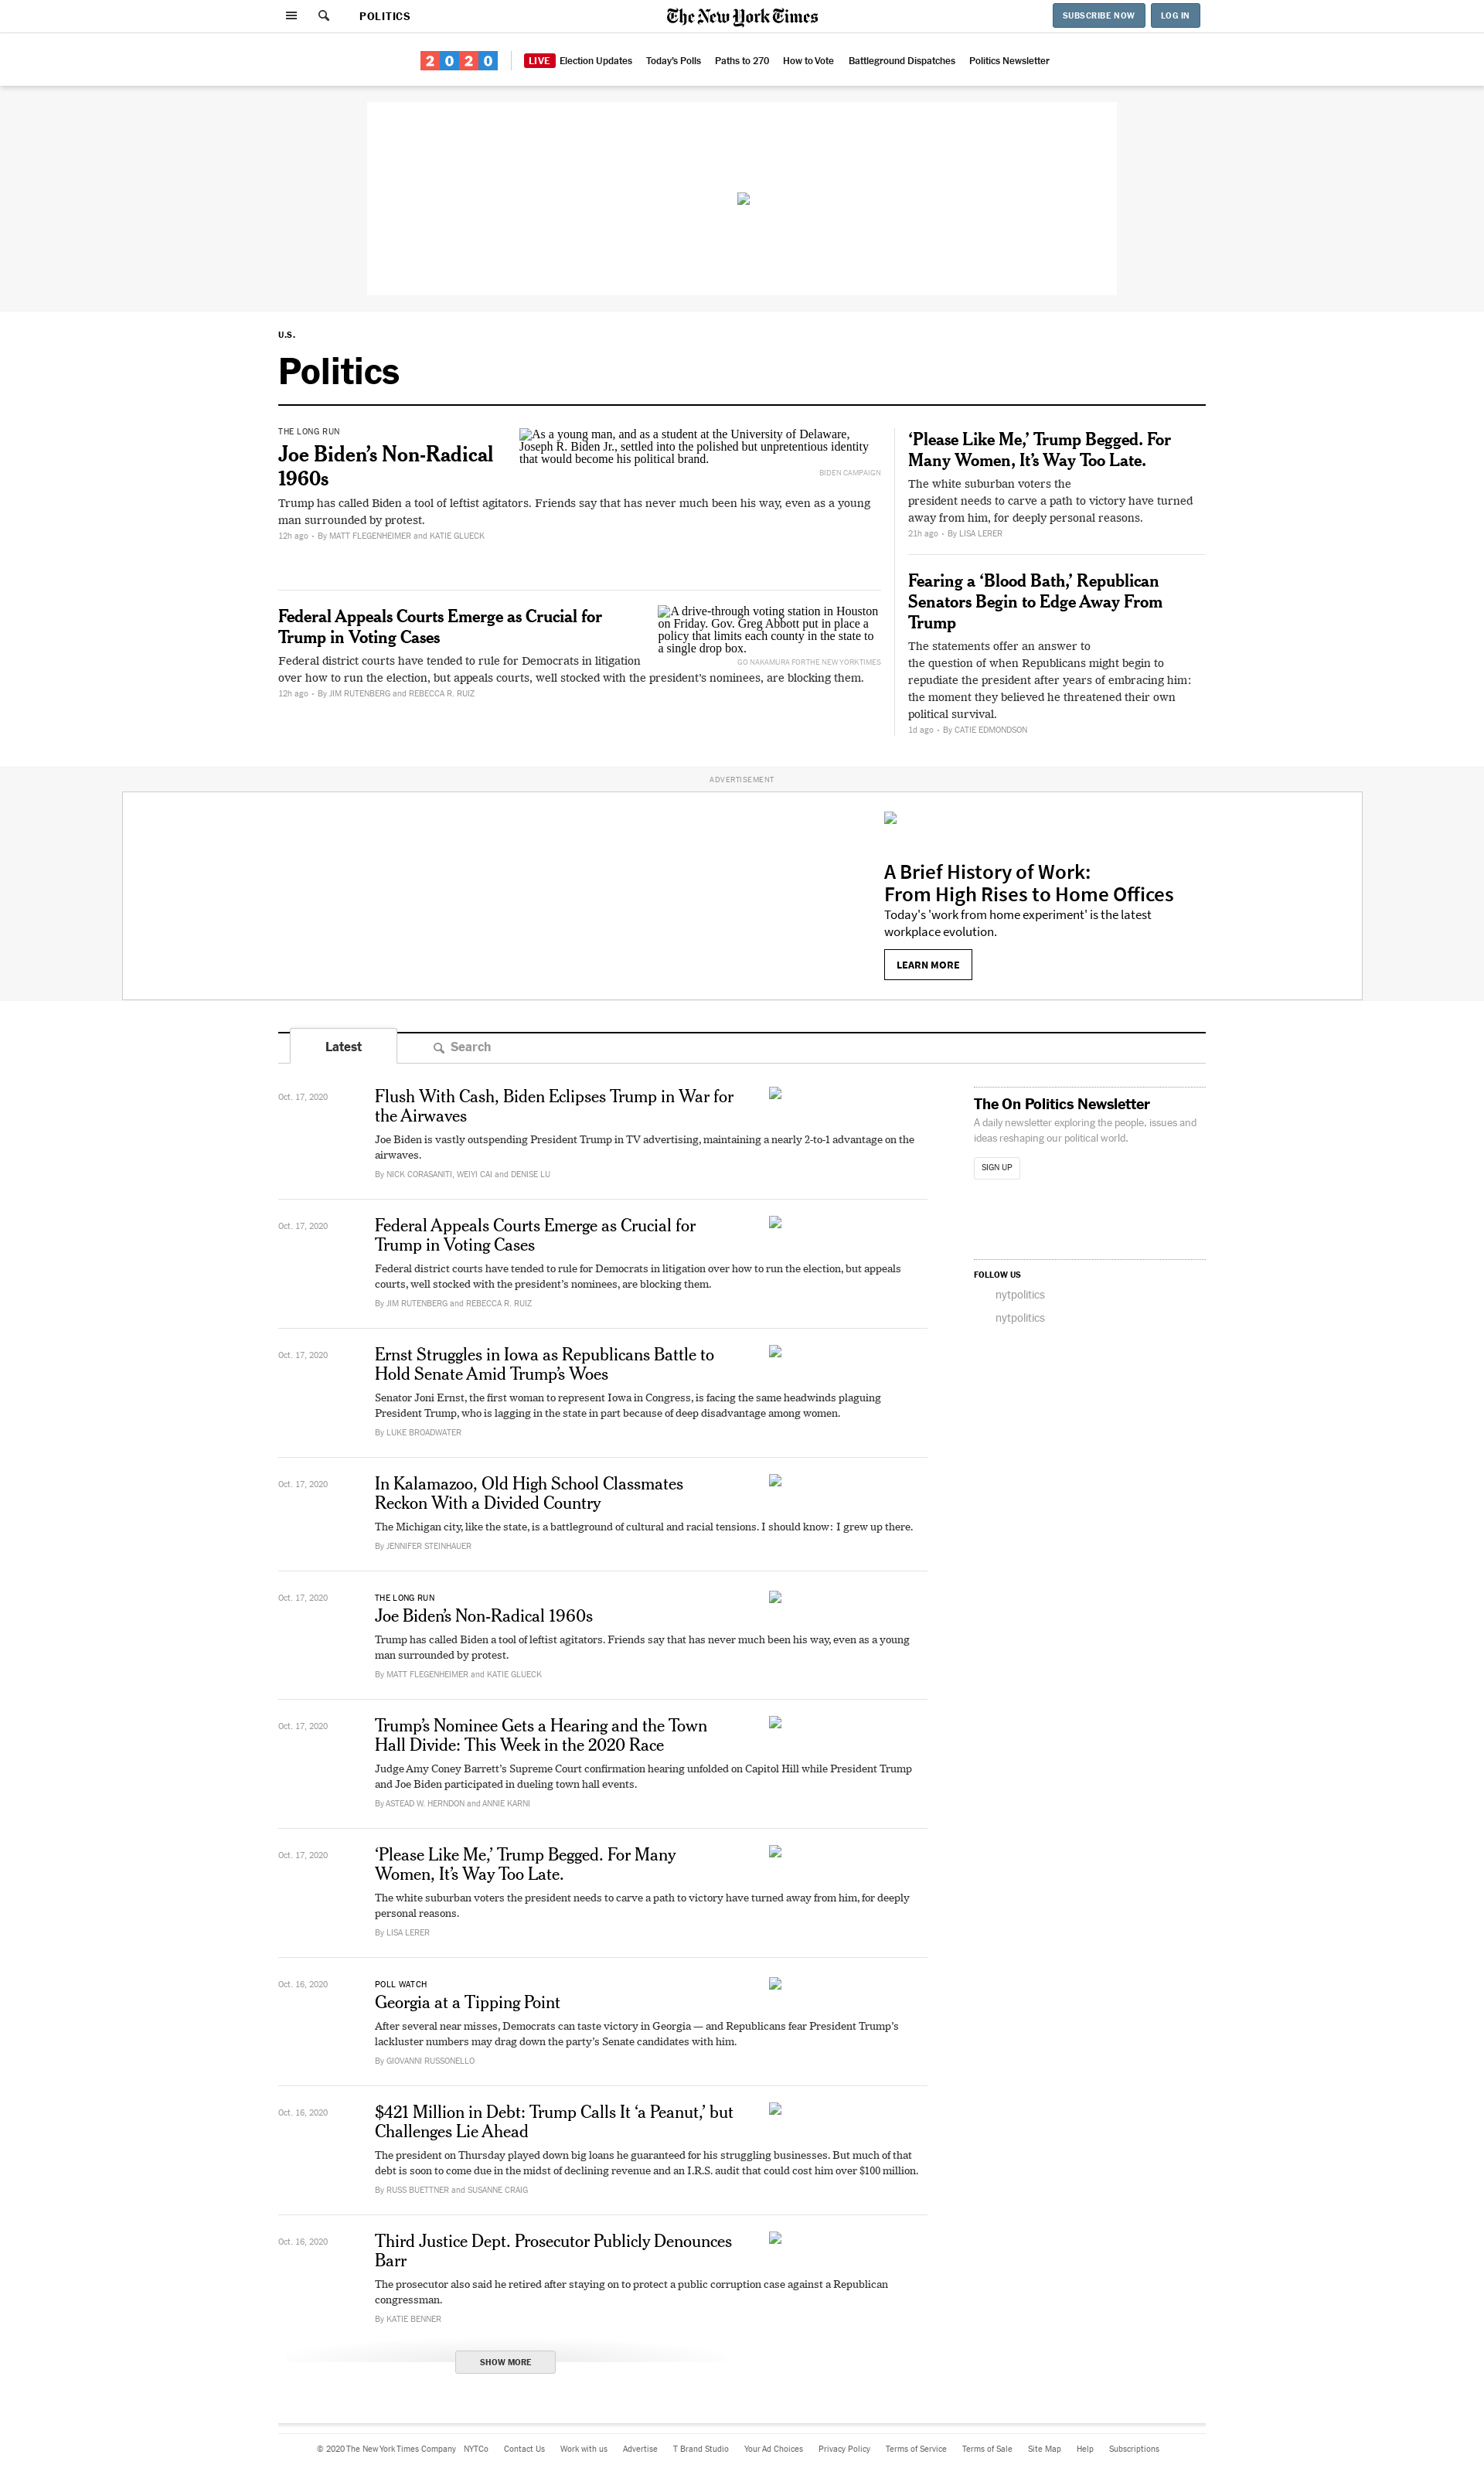 POLITICS
The New York Times
SUBSCRIBE NOW
LOG IN
2020
LIVE Election Updates
Today's Polls
Paths to 270
How to Vote
Battleground Dispatches
Politics Newsletter
U.S.
Politics
THE LONG RUN
Joe Biden’s Non-Radical
1960s
As a young man, and as a student at the University of Delaware,
Joseph R. Biden Jr., settled into the polished but unpretentious identity
that would become his political brand.
BIDEN CAMPAIGN
Trump has called Biden a tool of leftist agitators. Friends say that has never much been his way, even as a young
man surrounded by protest.
12h ago • By MATT FLEGENHEIMER and KATIE GLUECK
Federal Appeals Courts Emerge as Crucial for
Trump in Voting Cases
A drive-through voting station in Houston
on Friday. Gov. Greg Abbott put in place a
policy that limits each county in the state to
a single drop box.
GO NAKAMURA FOR THE NEW YORK TIMES
Federal district courts have tended to rule for Democrats in litigation
over how to run the election, but appeals courts, well stocked with the president’s nominees, are blocking them.
12h ago • By JIM RUTENBERG and REBECCA R. RUIZ
‘Please Like Me,’ Trump Begged. For
Many Women, It’s Way Too Late.
The white suburban voters the
president needs to carve a path to victory have turned
away from him, for deeply personal reasons.
21h ago • By LISA LERER
Fearing a ‘Blood Bath,’ Republican
Senators Begin to Edge Away From
Trump
The statements offer an answer to
the question of when Republicans might begin to
repudiate the president after years of embracing him:
the moment they believed he threatened their own
political survival.
1d ago • By CATIE EDMONDSON
ADVERTISEMENT
A Brief History of Work:
From High Rises to Home Offices
Today's 'work from home experiment' is the latest
workplace evolution.
LEARN MORE
Latest
Search
Oct. 17, 2020
Flush With Cash, Biden Eclipses Trump in War for
the Airwaves
Joe Biden is vastly outspending President Trump in TV advertising, maintaining a nearly 2-to-1 advantage on the
airwaves.
By NICK CORASANITI, WEIYI CAI and DENISE LU
Oct. 17, 2020
Federal Appeals Courts Emerge as Crucial for
Trump in Voting Cases
Federal district courts have tended to rule for Democrats in litigation over how to run the election, but appeals
courts, well stocked with the president’s nominees, are blocking them.
By JIM RUTENBERG and REBECCA R. RUIZ
Oct. 17, 2020
Ernst Struggles in Iowa as Republicans Battle to
Hold Senate Amid Trump’s Woes
Senator Joni Ernst, the first woman to represent Iowa in Congress, is facing the same headwinds plaguing
President Trump, who is lagging in the state in part because of deep disadvantage among women.
By LUKE BROADWATER
Oct. 17, 2020
In Kalamazoo, Old High School Classmates
Reckon With a Divided Country
The Michigan city, like the state, is a battleground of cultural and racial tensions. I should know: I grew up there.
By JENNIFER STEINHAUER
Oct. 17, 2020
THE LONG RUN
Joe Biden’s Non-Radical 1960s
Trump has called Biden a tool of leftist agitators. Friends say that has never much been his way, even as a young
man surrounded by protest.
By MATT FLEGENHEIMER and KATIE GLUECK
Oct. 17, 2020
Trump’s Nominee Gets a Hearing and the Town
Hall Divide: This Week in the 2020 Race
Judge Amy Coney Barrett’s Supreme Court confirmation hearing unfolded on Capitol Hill while President Trump
and Joe Biden participated in dueling town hall events.
By ASTEAD W. HERNDON and ANNIE KARNI
Oct. 17, 2020
‘Please Like Me,’ Trump Begged. For Many
Women, It’s Way Too Late.
The white suburban voters the president needs to carve a path to victory have turned away from him, for deeply
personal reasons.
By LISA LERER
Oct. 16, 2020
POLL WATCH
Georgia at a Tipping Point
After several near misses, Democrats can taste victory in Georgia — and Republicans fear President Trump’s
lackluster numbers may drag down the party’s Senate candidates with him.
By GIOVANNI RUSSONELLO
Oct. 16, 2020
$421 Million in Debt: Trump Calls It ‘a Peanut,’ but
Challenges Lie Ahead
The president on Thursday played down big loans he guaranteed for his struggling businesses. But much of that
debt is soon to come due in the midst of declining revenue and an I.R.S. audit that could cost him over $100 million.
By RUSS BUETTNER and SUSANNE CRAIG
Oct. 16, 2020
Third Justice Dept. Prosecutor Publicly Denounces
Barr
The prosecutor also said he retired after staying on to protect a public corruption case against a Republican
congressman.
By KATIE BENNER
SHOW MORE
The On Politics Newsletter
A daily newsletter exploring the people, issues and
ideas reshaping our political world.
SIGN UP
FOLLOW US
nytpolitics
nytpolitics
© 2020 The New York Times Company
NYTCo
Contact Us
Work with us
Advertise
T Brand Studio
Your Ad Choices
Privacy Policy
Terms of Service
Terms of Sale
Site Map
Help
Subscriptions